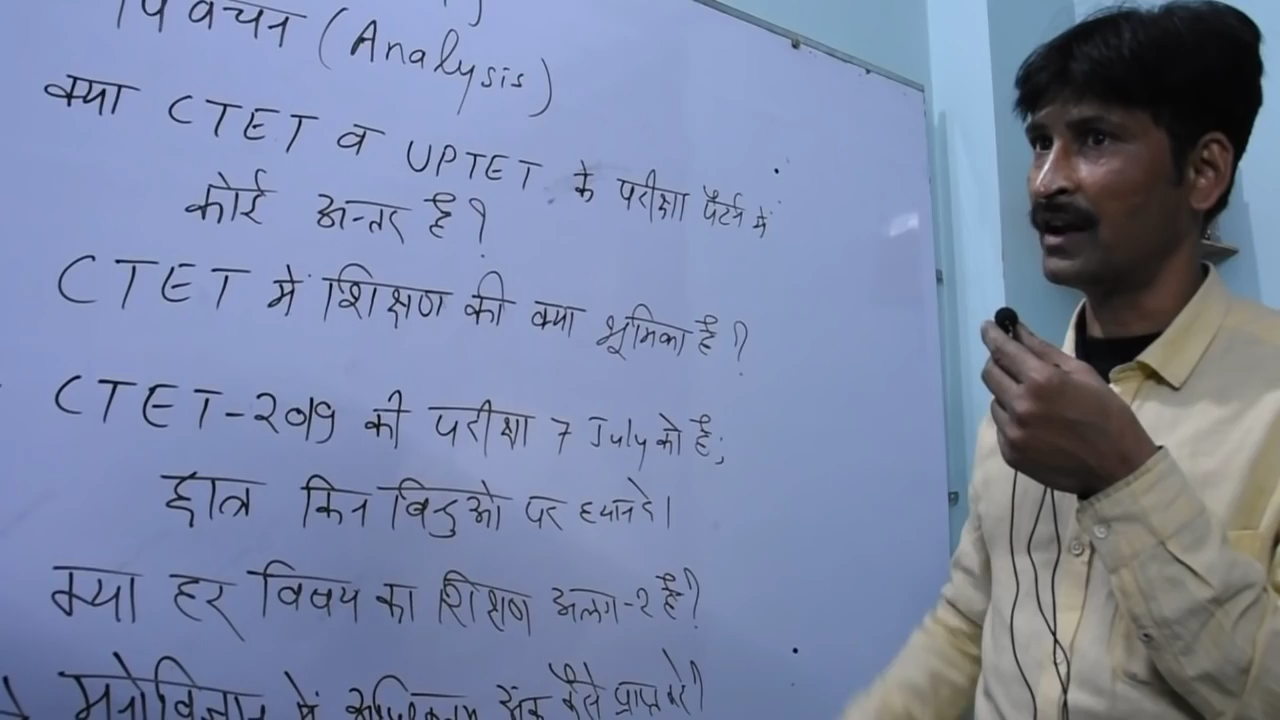 विवेचन (Analysis)
क्या CTET व UPTET के परीक्षा पैटर्न में
कोई अन्तर है?
CTET में शिक्षण की क्या भूमिका है?
CTET-2019 की परीक्षा 7 July को है;
छात्र किन बिन्दुओ पर ध्यान दे।
क्या हर विषय का शिक्षण अलग-२ है?
मनोविज्ञान में अधिकतम अंक कैसे प्राप्त करे?